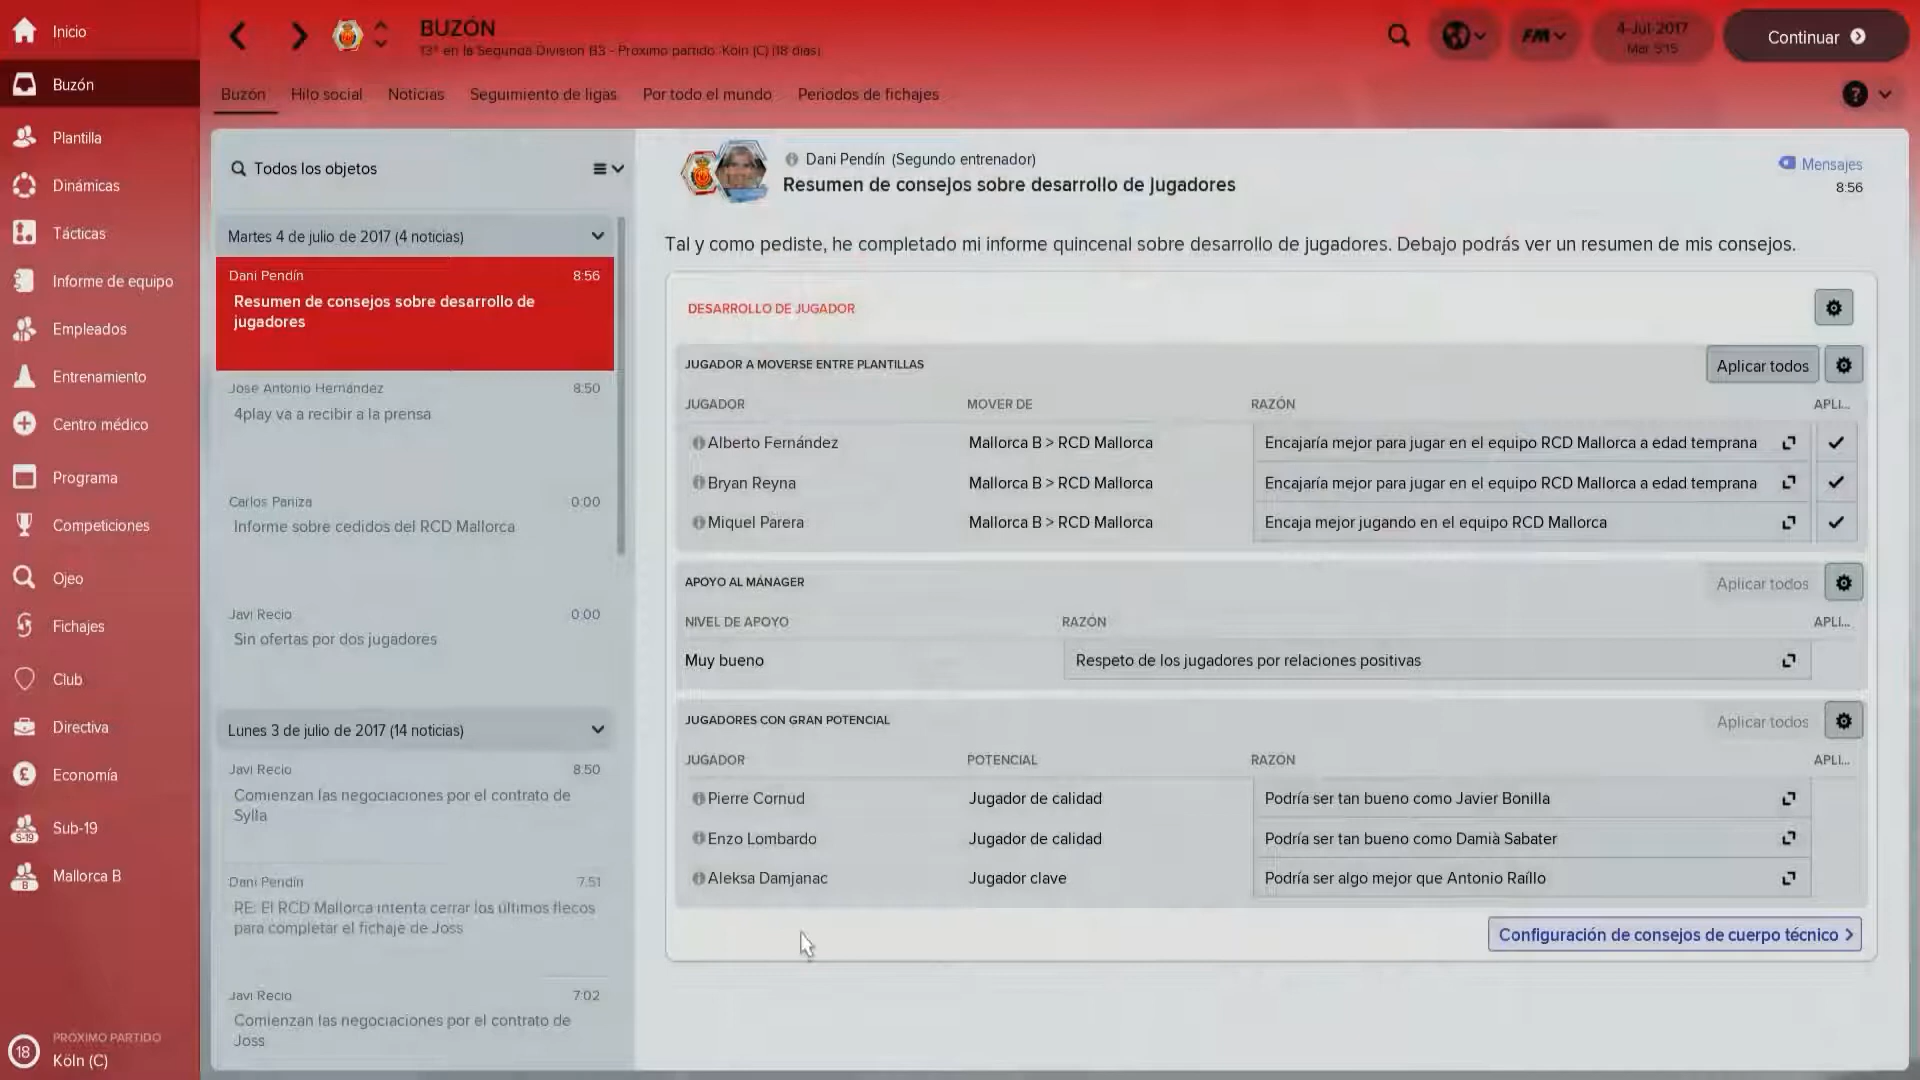 Inicio
Buzón
Plantilla
Dinámicas
Tácticas
Informe de equipo
Empleados
Entrenamiento
Centro médico
Programa
Competiciones
Ojeo
Fichajes
Club
Directiva
Economía
Sub-19
S-19
Mallorca B
B
18
PRÓXIMO PARTIDO
Köln (C)
BUZÓN
13º en la Segunda División B3 - Próximo partido: Köln (C) (18 días)
FM
4-Jul-2017
Mar 9:15
Continuar
Buzón
Hilo social
Noticias
Seguimiento de ligas
Por todo el mundo
Periodos de fichajes
?
Todos los objetos
Martes 4 de julio de 2017 (4 noticias)
Dani Pendín 8:56
Resumen de consejos sobre desarrollo de
jugadores
José Antonio Hernández 8:50
4play va a recibir a la prensa
Carlos Pariza 0:00
Informe sobre cedidos del RCD Mallorca
Javi Recio 0:00
Sin ofertas por dos jugadores
Lunes 3 de julio de 2017 (14 noticias)
Javi Recio 8:50
Comienzan las negociaciones por el contrato de
Sylla
Dani Pendín 7:51
RE: El RCD Mallorca intenta cerrar los últimos flecos
para completar el fichaje de Joss
Javi Recio 7:02
Comienzan las negociaciones por el contrato de
Joss
Dani Pendín (Segundo entrenador)
Resumen de consejos sobre desarrollo de jugadores
Mensajes
8:56
Tal y como pediste, he completado mi informe quincenal sobre desarrollo de jugadores. Debajo podrás ver un resumen de mis consejos.
DESARROLLO DE JUGADOR
JUGADOR A MOVERSE ENTRE PLANTILLAS Aplicar todos
JUGADOR MOVER DE RAZÓN APLI...
Alberto Fernández Mallorca B > RCD Mallorca Encajaría mejor para jugar en el equipo RCD Mallorca a edad temprana
Bryan Reyna Mallorca B > RCD Mallorca Encajaría mejor para jugar en el equipo RCD Mallorca a edad temprana
Miquel Parera Mallorca B > RCD Mallorca Encaja mejor jugando en el equipo RCD Mallorca
APOYO AL MÁNAGER Aplicar todos
NIVEL DE APOYO RAZÓN APLI...
Muy bueno Respeto de los jugadores por relaciones positivas
JUGADORES CON GRAN POTENCIAL Aplicar todos
JUGADOR POTENCIAL RAZÓN APLI...
Pierre Cornud Jugador de calidad Podría ser tan bueno como Javier Bonilla
Enzo Lombardo Jugador de calidad Podría ser tan bueno como Damià Sabater
Aleksa Damjanac Jugador clave Podría ser algo mejor que Antonio Raíllo
Configuración de consejos de cuerpo técnico